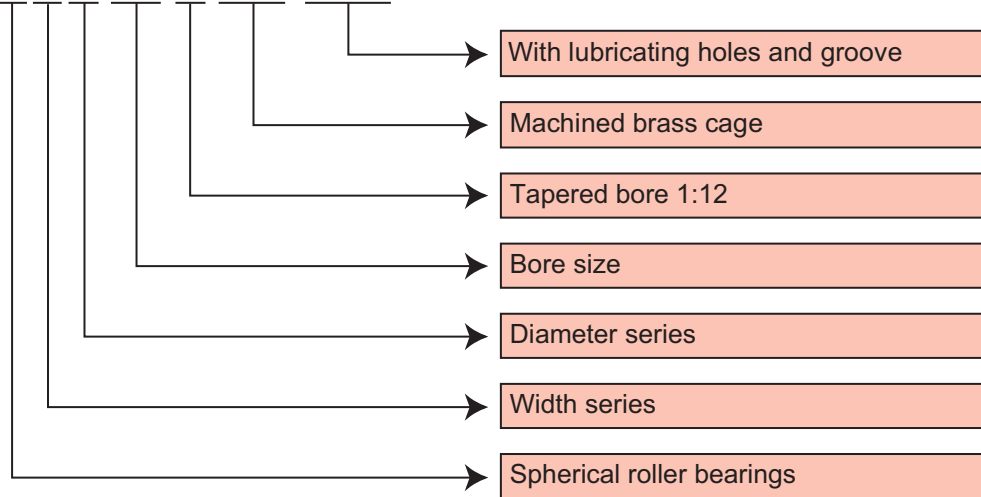 With lubricating holes and groove
Machined brass cage
Tapered bore 1:12
Bore size
Diameter series
Width series
Spherical roller bearings